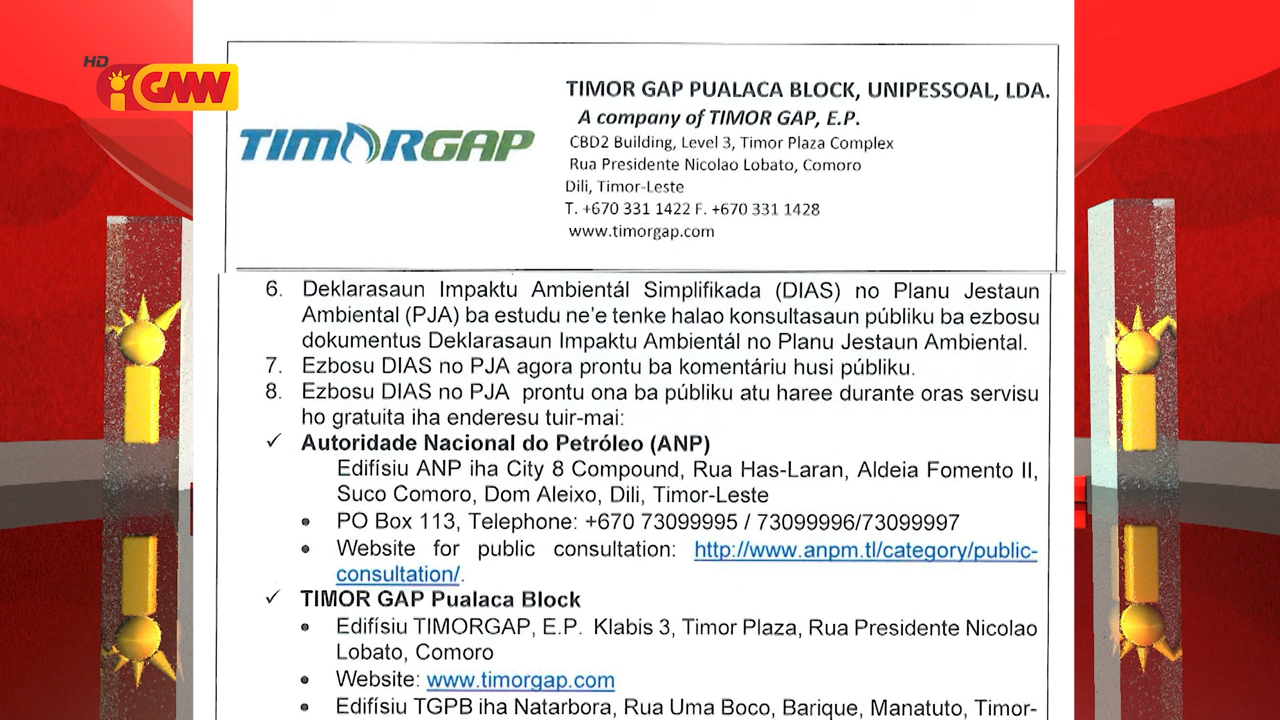 HD
GMN
TIMORGAP
TIMOR GAP PUALACA BLOCK, UNIPESSOAL, LDA.
A company of TIMOR GAP, E.P.
CBD2 Building, Level 3, Timor Plaza Complex
Rua Presidente Nicolao Lobato, Comoro
Dili, Timor-Leste
T. +670 331 1422 F. +670 331 1428
www.timorgap.com
6. Deklarasaun Impaktu Ambientál Simplifikada (DIAS) no Planu Jestaun
Ambiental (PJA) ba estudu ne'e tenke halao konsultasaun públiku ba ezbosu
dokumentus Deklarasaun Impaktu Ambientál no Planu Jestaun Ambiental.
7. Ezbosu DIAS no PJA agora prontu ba komentáriu husi públiku.
8. Ezbosu DIAS no PJA prontu ona ba públiku atu haree durante oras servisu
ho gratuita iha enderesu tuir-mai:
✓ Autoridade Nacional do Petróleo (ANP)
Edifísiu ANP iha City 8 Compound, Rua Has-Laran, Aldeia Fomento II,
Suco Comoro, Dom Aleixo, Dili, Timor-Leste
• PO Box 113, Telephone: +670 73099995 / 73099996/73099997
• Website for public consultation: http://www.anpm.tl/category/public-
consultation/.
✓ TIMOR GAP Pualaca Block
• Edifísiu TIMORGAP, E.P. Klabis 3, Timor Plaza, Rua Presidente Nicolao
Lobato, Comoro
• Website: www.timorgap.com
• Edifísiu TGPB iha Natarbora, Rua Uma Boco, Barique, Manatuto, Timor-